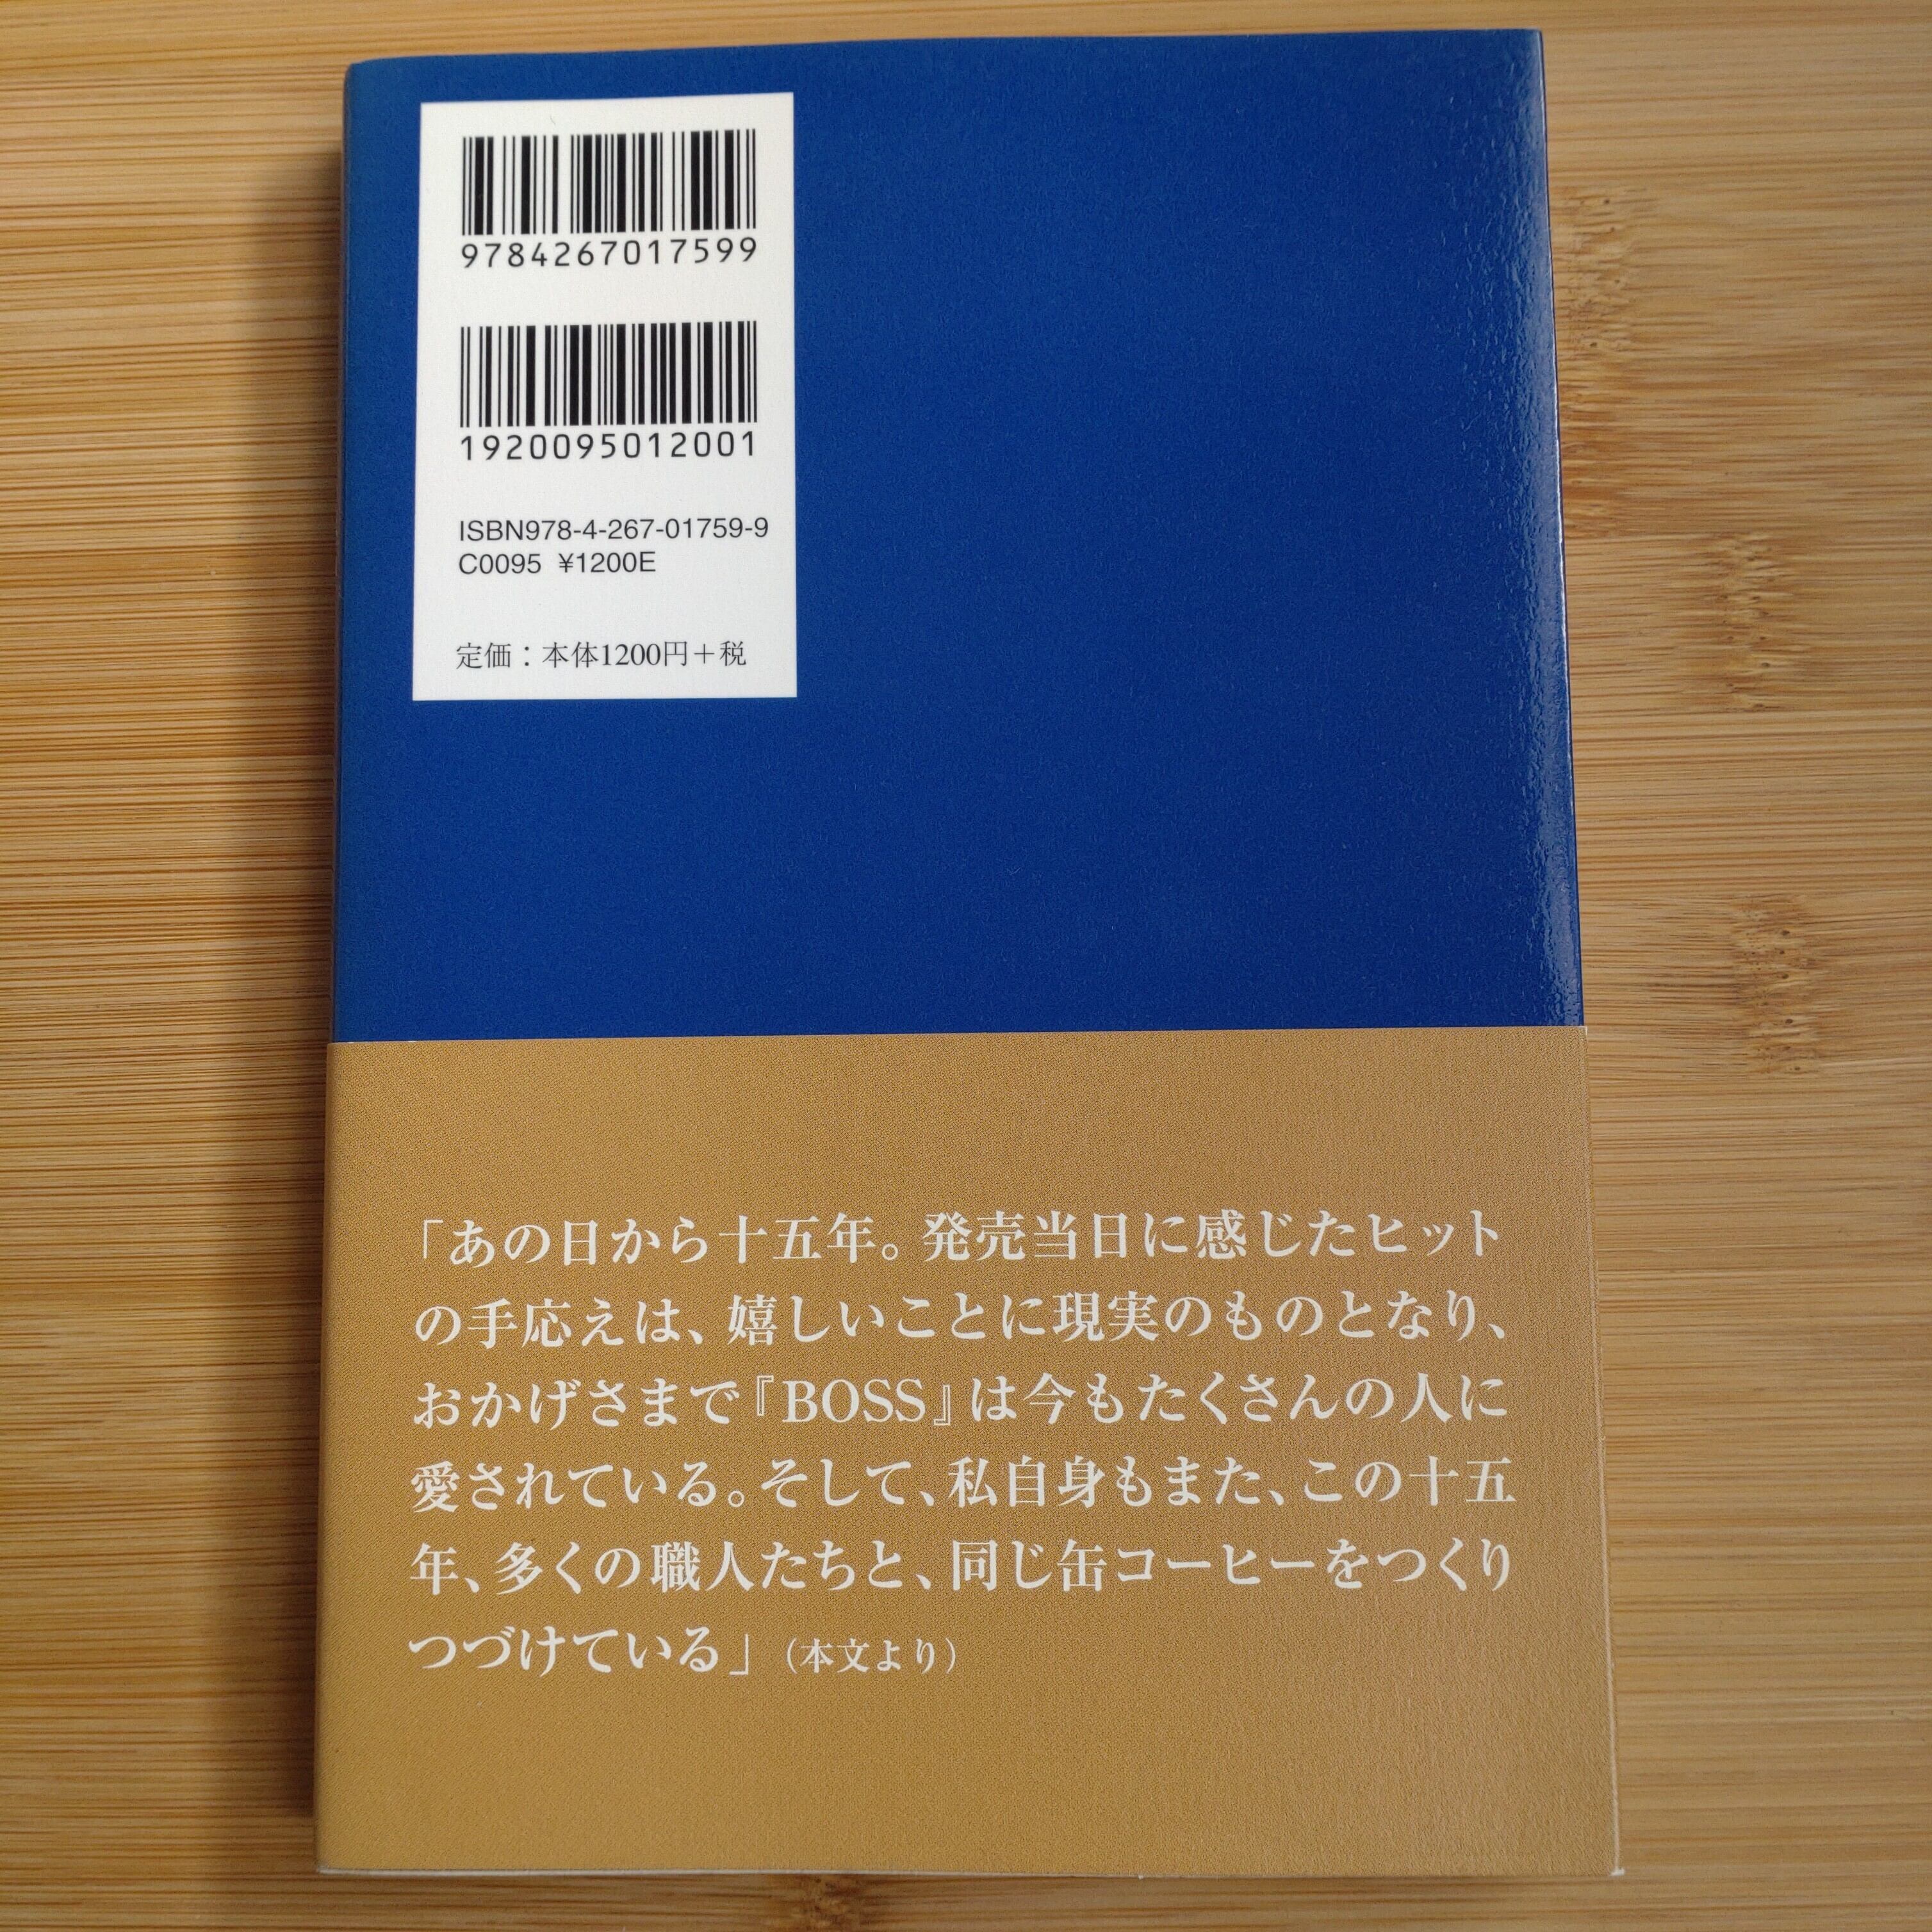 9784267017599
1920095012001
ISBN978-4-267-01759-9
C0095 ¥1200E
定価：本体1200円＋税
「あの日から十五年。発売当日に感じたヒット
の手応えは、嬉しいことに現実のものとなり、
おかげさまで『BOSS』は今もたくさんの人に
愛されている。そして、私自身もまた、この十五
年、多くの職人たちと、同じ缶コーヒーをつくり
つづけている」（本文より）